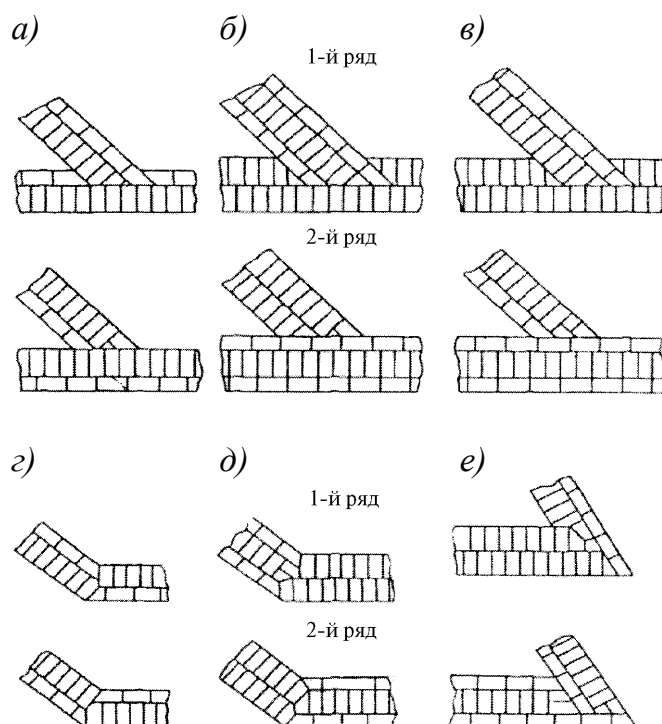 а) б) в)
1-й ряд
2-й ряд
г) д) е)
1-й ряд
2-й ряд